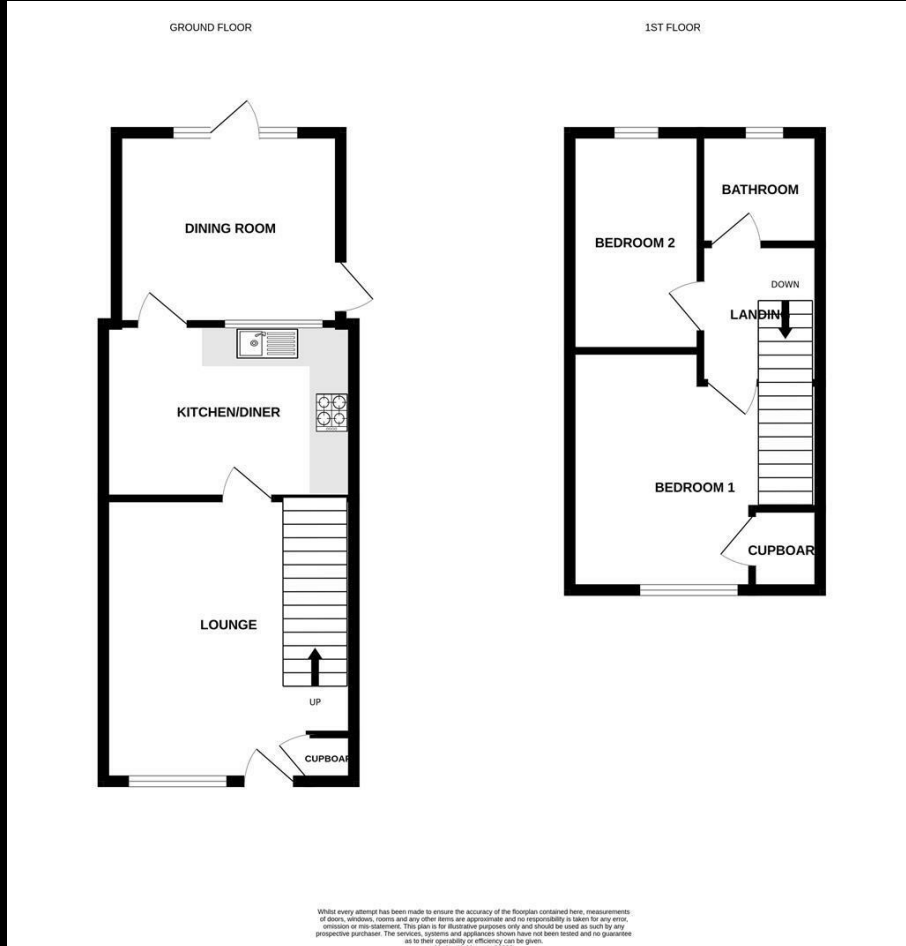 GROUND FLOOR
1ST FLOOR
DINING ROOM
KITCHEN/DINER
LOUNGE
UP
CUPBOAR
BATHROOM
BEDROOM 2
DOWN
LANDING
BEDROOM 1
CUPBOAR
Whilst every attempt has been made to ensure the accuracy of the floorplan contained here, measurements
of doors, windows, rooms and any other items are approximate and no responsibility is taken for any error,
omission or mis-statement. This plan is for illustrative purposes only and should be used as such by any
prospective purchaser. The services, systems and appliances shown have not been tested and no guarantee
as to their operability or efficiency can be given.